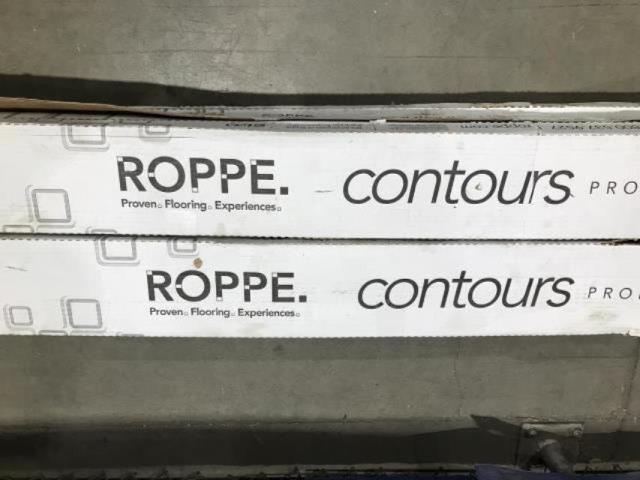 ROPPE. contours PRO
Proven Flooring Experiences
ROPPE. contours PRO
Proven Flooring Experiences